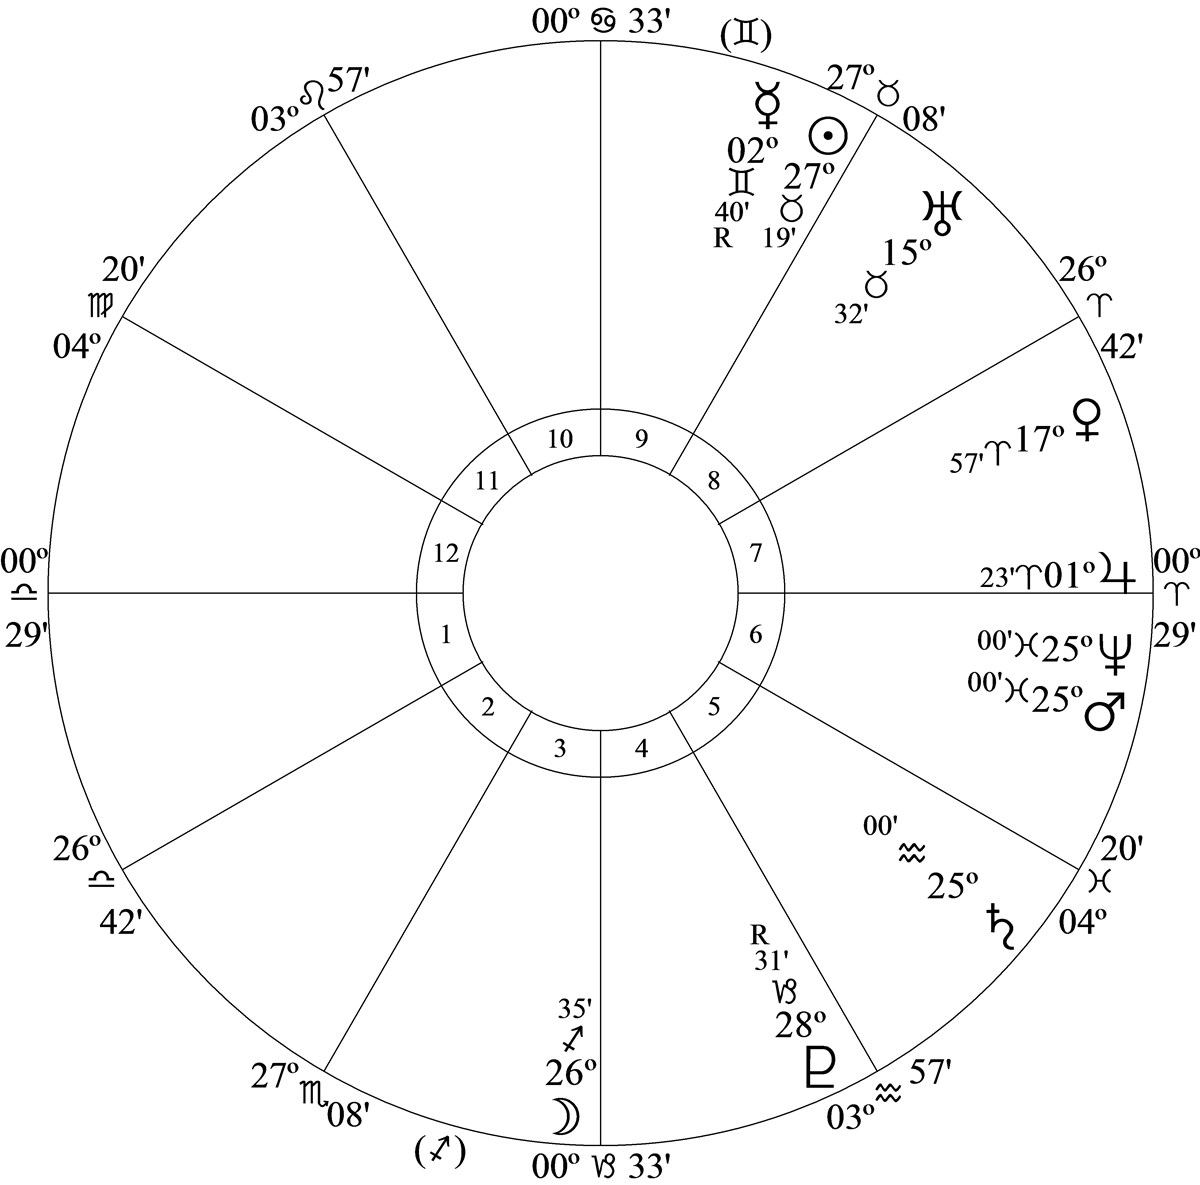 00º ♋ 33'
(♊)
27º ♉ 08'
03º ♌ 57'
☿
02º
♊
40'
R
☉
27º
♉
19'
♅
15º
♉
32'
20'
♍
04º
26º
♈
42'
♀
17º
♈
57'
10
9
11
8
12
7
00º
♎
29'
23' ♈ 01º ♃
00º
♈
29'
1
6
00' ♓ 25º ♆
00' ♓ 25º ♂
2
5
3
4
26º
♎
42'
00'
♒
25º
♄
20'
♓
04º
R
31'
♑
28º
♇
35'
♐
26º
☽
27º ♏ 08'
03º ♒ 57'
(♐)
00º ♑ 33'